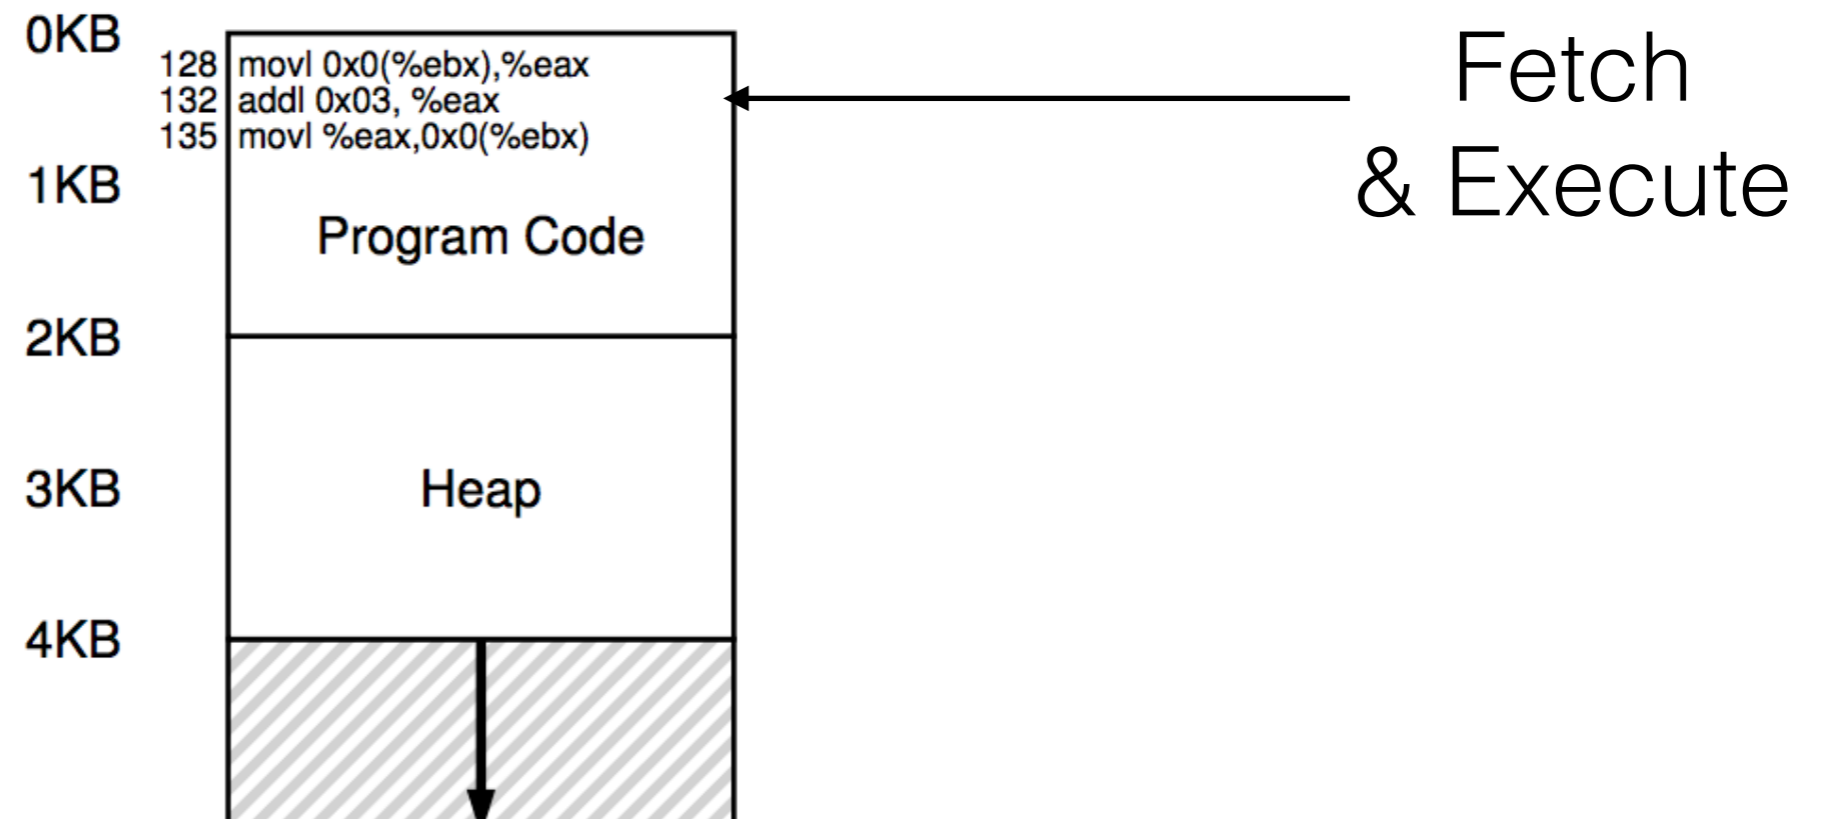 0KB
128 movl 0x0(%ebx),%eax
132 addl 0x03, %eax
135 movl %eax,0x0(%ebx)
1KB
Program Code
2KB
3KB
Heap
4KB
Fetch
& Execute